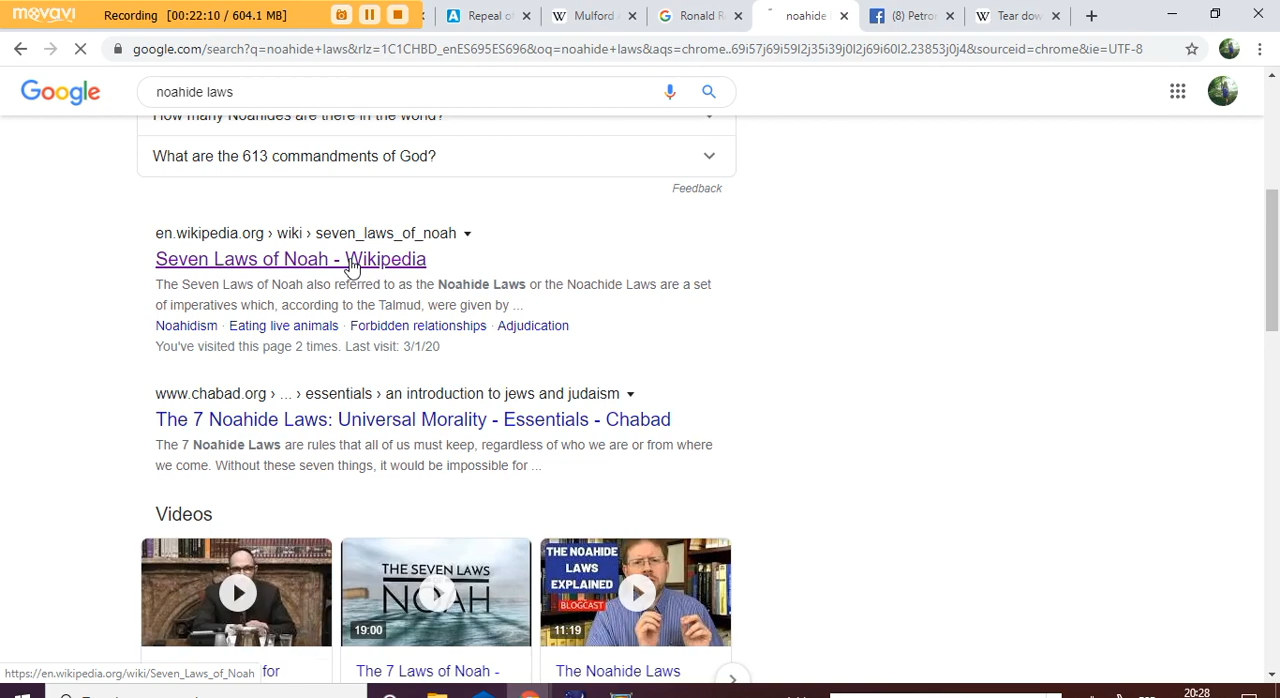 movavi
Recording [00:22:10 / 604.1 MB]
Repeal o
Mulford A
Ronald R
noahide
(8) Petro
Tear dow
google.com/search?q=noahide+laws&rlz=1C1CHBD_enES695ES696&oq=noahide+laws&aqs=chrome..69i57j69i59l2j35i39j0l2j69i60l2.23853j0j4&sourceid=chrome&ie=UTF-8
Google
noahide laws
How many Noahides are there in the world?
What are the 613 commandments of God?
Feedback
en.wikipedia.org › wiki › seven_laws_of_noah
Seven Laws of Noah - Wikipedia
The Seven Laws of Noah also referred to as the Noahide Laws or the Noachide Laws are a set
of imperatives which, according to the Talmud, were given by ...
Noahidism · Eating live animals · Forbidden relationships · Adjudication
You've visited this page 2 times. Last visit: 3/1/20
www.chabad.org › ... › essentials › an introduction to jews and judaism
The 7 Noahide Laws: Universal Morality - Essentials - Chabad
The 7 Noahide Laws are rules that all of us must keep, regardless of who we are or from where
we come. Without these seven things, it would be impossible for ...
Videos
THE SEVEN LAWS
NOAH
19:00
THE NOAHIDE
LAWS
EXPLAINED
BLOGCAST
11:19
for
The 7 Laws of Noah -
The Noahide Laws
https://en.wikipedia.org/wiki/Seven_Laws_of_Noah
20:28